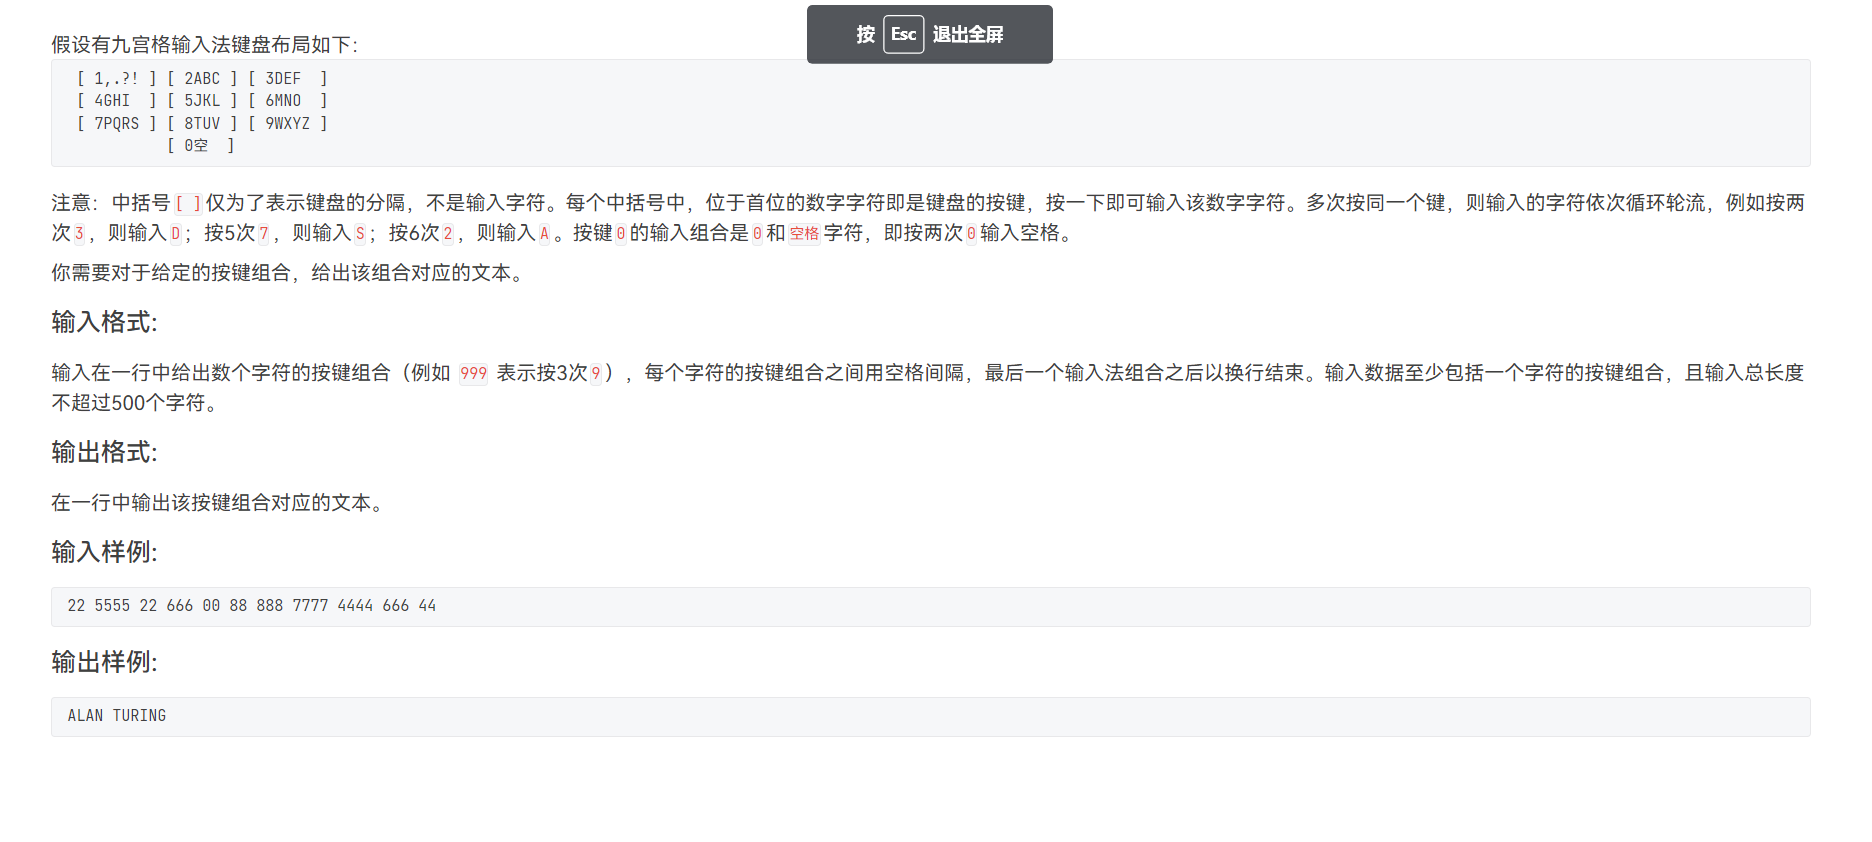 按 Esc 退出全屏
假设有九宫格输入法键盘布局如下：
[ 1,.?! ] [ 2ABC ] [ 3DEF  ]
[ 4GHI  ] [ 5JKL ] [ 6MNO  ]
[ 7PQRS ] [ 8TUV ] [ 9WXYZ ]
          [ 0空  ]
注意：中括号[ ]仅为了表示键盘的分隔，不是输入字符。每个中括号中，位于首位的数字字符即是键盘的按键，按一下即可输入该数字字符。多次按同一个键，则输入的字符依次循环轮流，例如按两
次3，则输入D；按5次7，则输入S；按6次2，则输入A。按键0的输入组合是0和空格字符，即按两次0输入空格。
你需要对于给定的按键组合，给出该组合对应的文本。
输入格式:
输入在一行中给出数个字符的按键组合（例如 999 表示按3次9），每个字符的按键组合之间用空格间隔，最后一个输入法组合之后以换行结束。输入数据至少包括一个字符的按键组合，且输入总长度
不超过500个字符。
输出格式:
在一行中输出该按键组合对应的文本。
输入样例:
22 5555 22 666 00 88 888 7777 4444 666 44
输出样例:
ALAN TURING